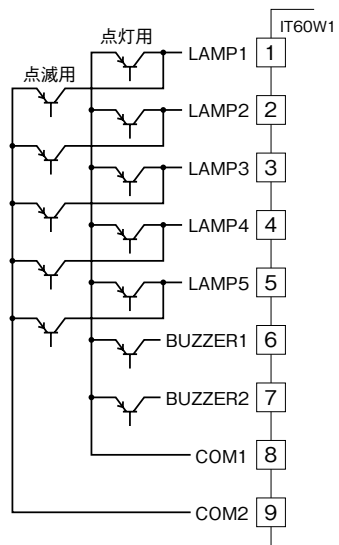 IT60W1
点灯用
点滅用
LAMP1 1
LAMP2 2
LAMP3 3
LAMP4 4
LAMP5 5
BUZZER1 6
BUZZER2 7
COM1 8
COM2 9